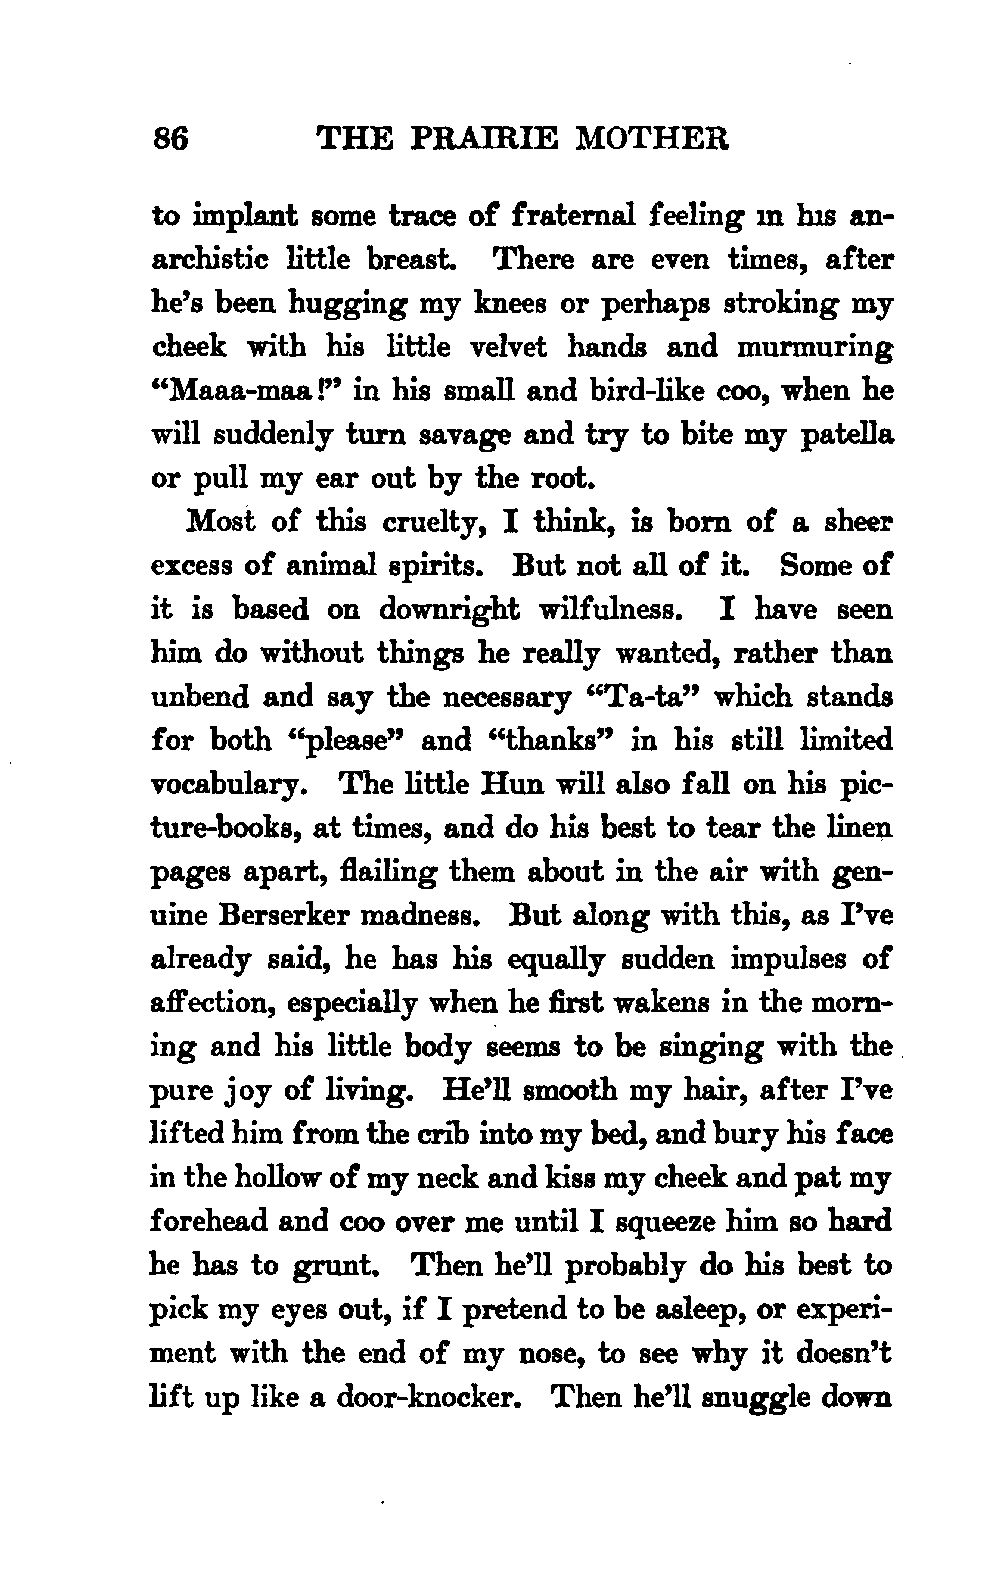 86 THE PRAIRIE MOTHER
to implant some trace of fraternal feeling in his an-
archistic little breast. There are even times, after
he's been hugging my knees or perhaps stroking my
cheek with his little velvet hands and murmuring
“Maaa-maa!” in his small and bird-like coo, when he
will suddenly turn savage and try to bite my patella
or pull my ear out by the root.
Most of this cruelty, I think, is born of a sheer
excess of animal spirits. But not all of it. Some of
it is based on downright wilfulness. I have seen
him do without things he really wanted, rather than
unbend and say the necessary “Ta-ta” which stands
for both “please” and “thanks” in his still limited
vocabulary. The little Hun will also fall on his pic-
ture-books, at times, and do his best to tear the linen
pages apart, flailing them about in the air with gen-
uine Berserker madness. But along with this, as I've
already said, he has his equally sudden impulses of
affection, especially when he first wakens in the morn-
ing and his little body seems to be singing with the
pure joy of living. He'll smooth my hair, after I've
lifted him from the crib into my bed, and bury his face
in the hollow of my neck and kiss my cheek and pat my
forehead and coo over me until I squeeze him so hard
he has to grunt. Then he'll probably do his best to
pick my eyes out, if I pretend to be asleep, or experi-
ment with the end of my nose, to see why it doesn't
lift up like a door-knocker. Then he'll snuggle down